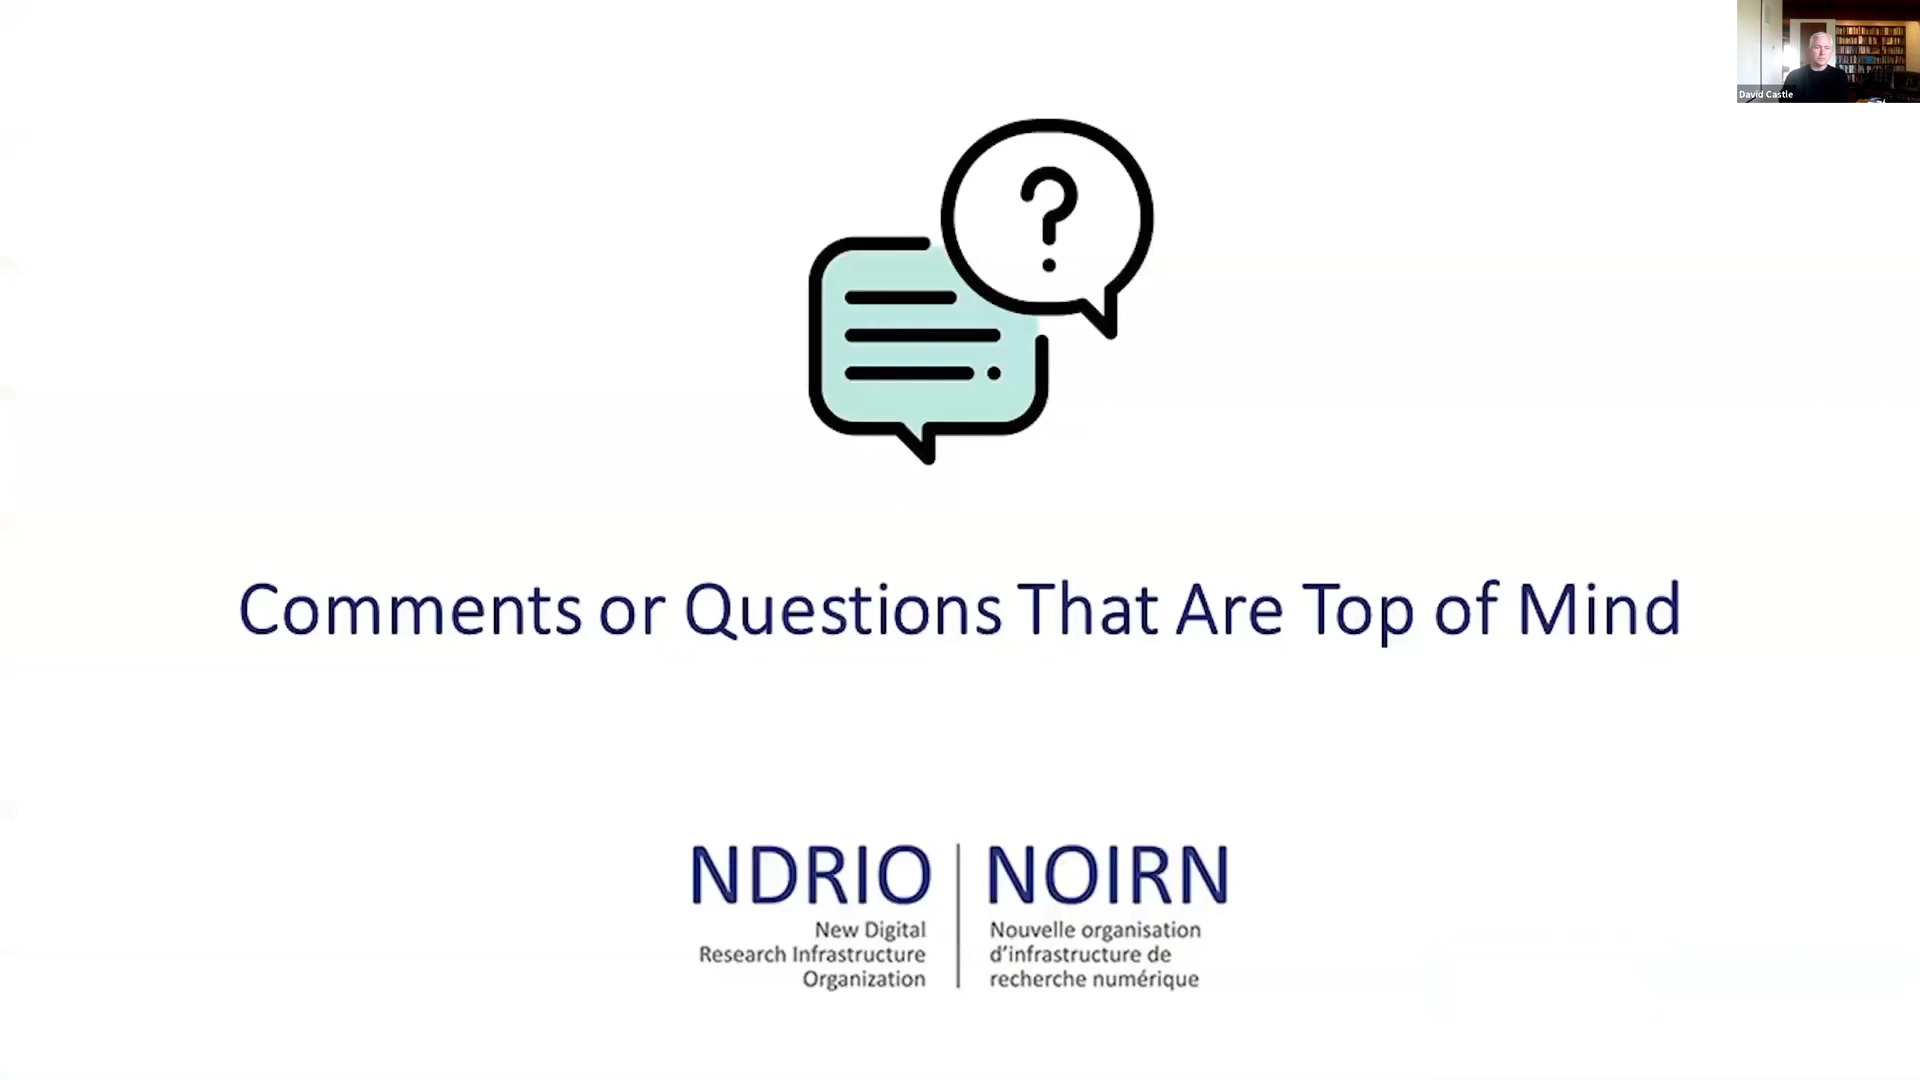 David Castle
?
Comments or Questions That Are Top of Mind
NDRIO
New Digital
Research Infrastructure
Organization
NOIRN
Nouvelle organisation
d'infrastructure de
recherche numérique